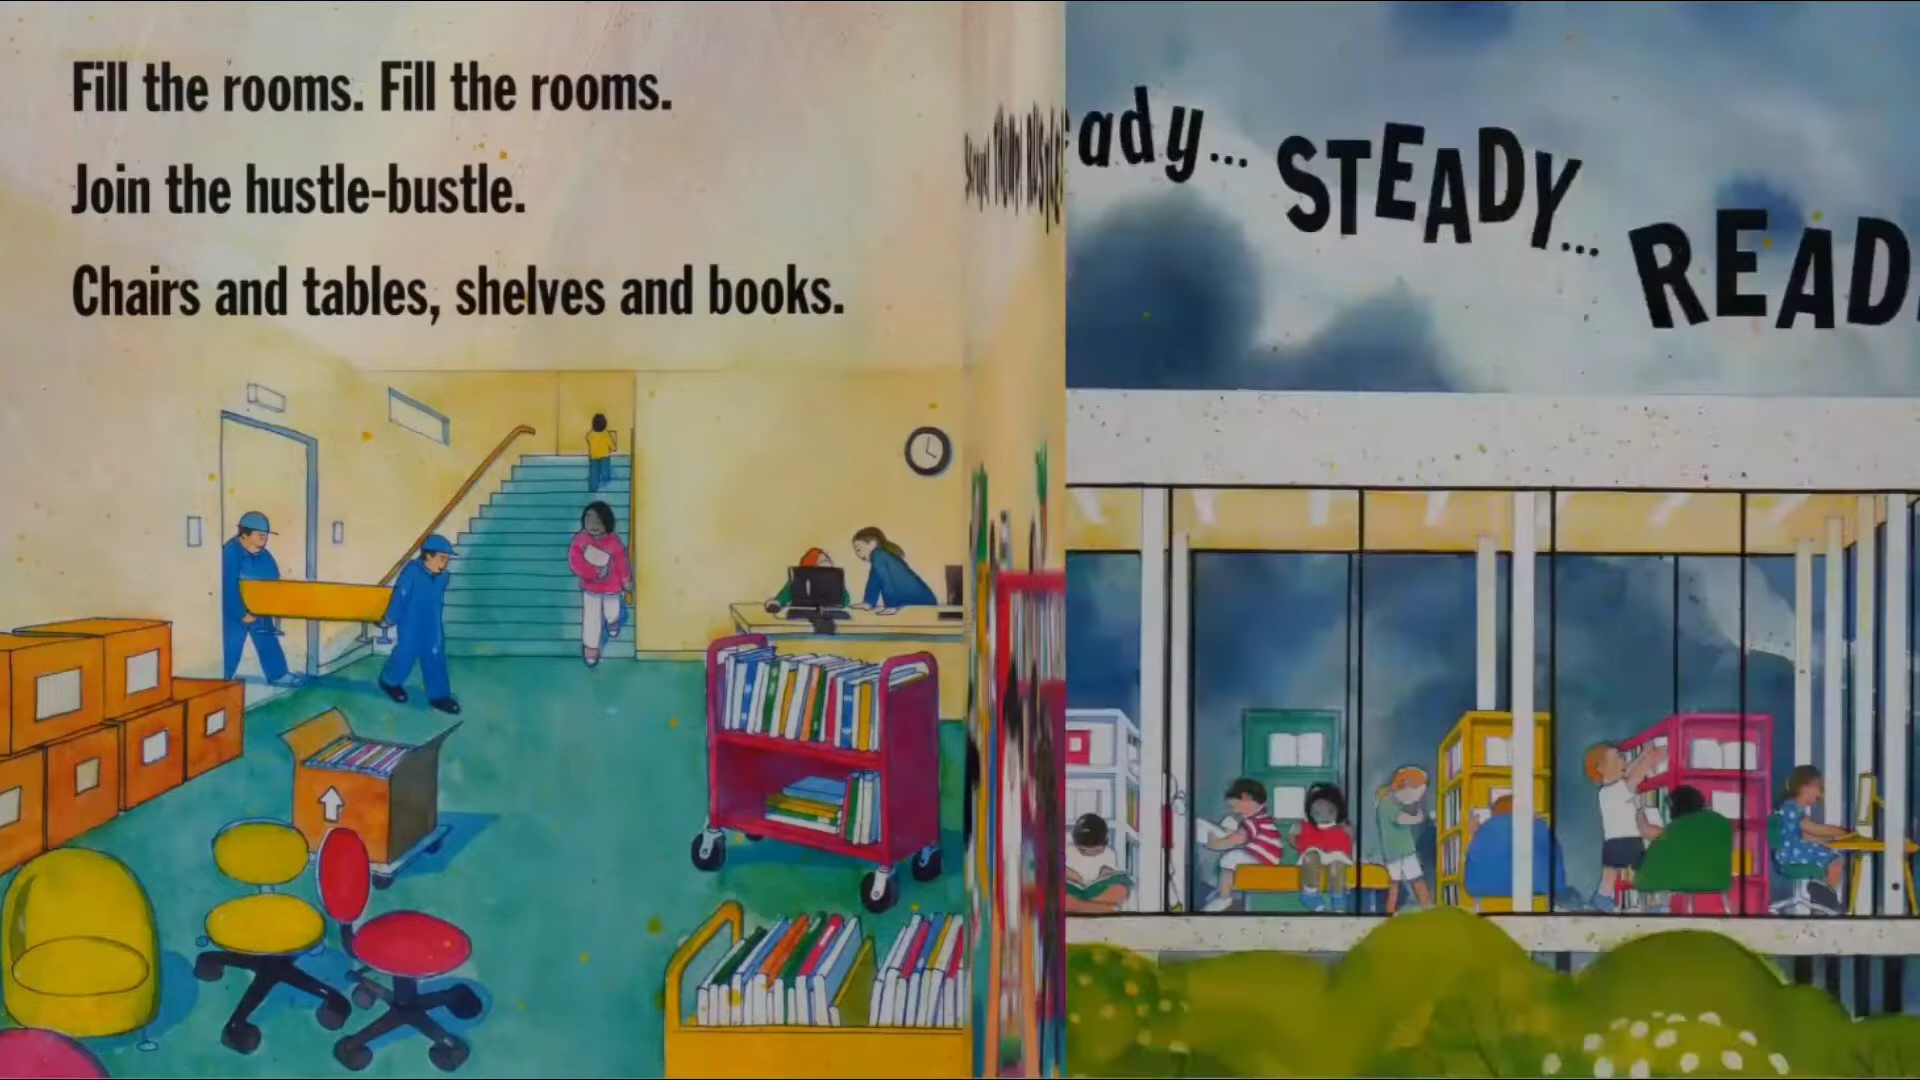 Fill the rooms. Fill the rooms.
Join the hustle-bustle.
Chairs and tables, shelves and books.
ady... STEADY... READ